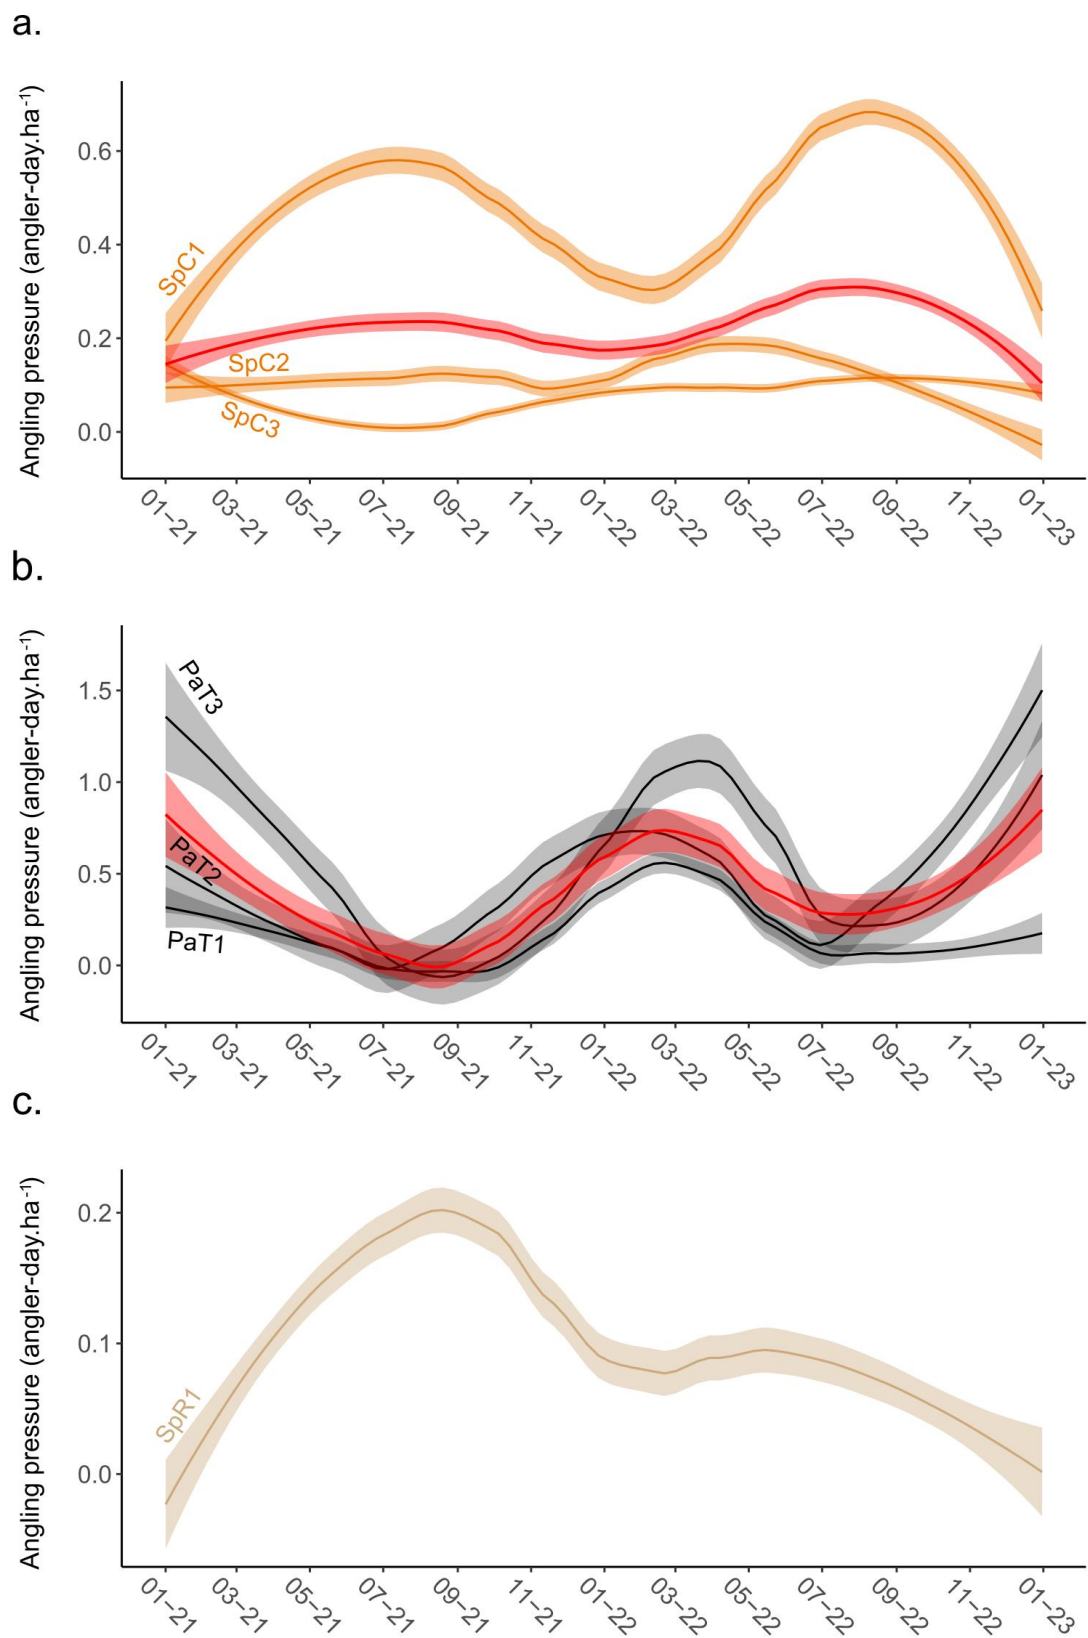 a.
Angling pressure (angler-day.ha⁻¹)
0.6
0.4
0.2
0.0
SpC1
SpC2
SpC3
01−21 03−21 05−21 07−21 09−21 11−21 01−22 03−22 05−22 07−22 09−22 11−22 01−23
b.
Angling pressure (angler-day.ha⁻¹)
1.5
1.0
0.5
0.0
PaT3
PaT2
PaT1
01−21 03−21 05−21 07−21 09−21 11−21 01−22 03−22 05−22 07−22 09−22 11−22 01−23
c.
Angling pressure (angler-day.ha⁻¹)
0.2
0.1
0.0
SpR1
01−21 03−21 05−21 07−21 09−21 11−21 01−22 03−22 05−22 07−22 09−22 11−22 01−23